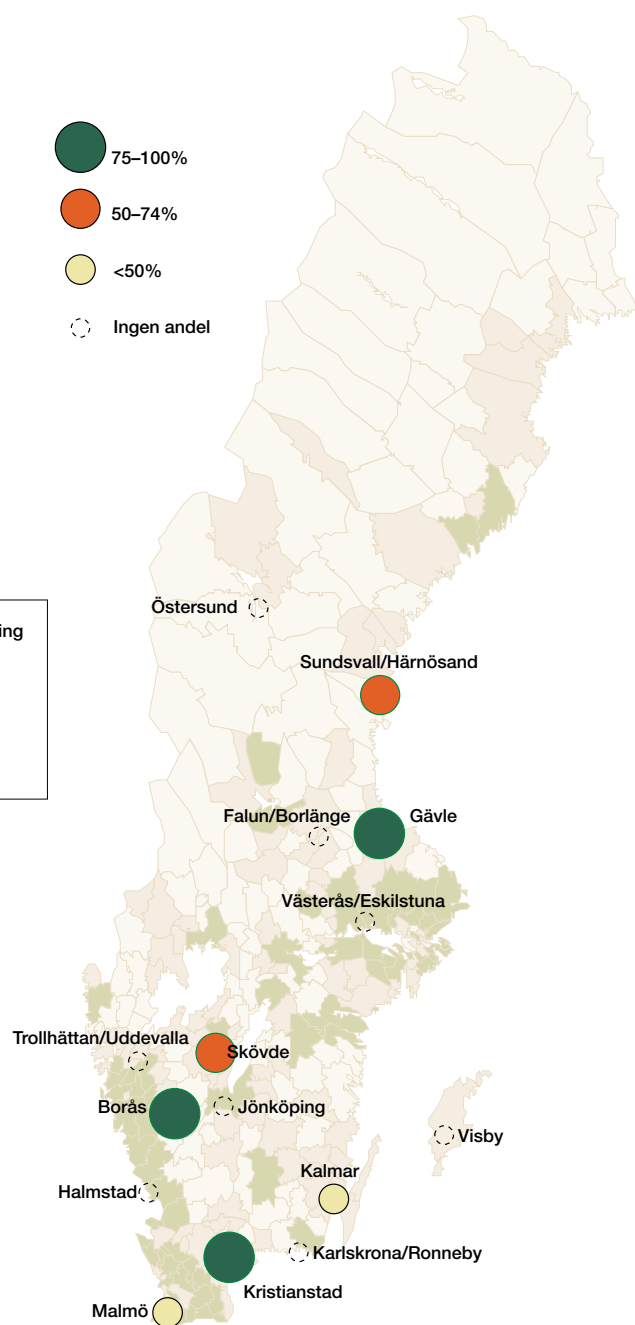 75–100%
50–74%
<50%
Ingen andel
Östersund
ing
Sundsvall/Härnösand
Falun/Borlänge
Gävle
Västerås/Eskilstuna
Trollhättan/Uddevalla
Skövde
Borås
Jönköping
Visby
Kalmar
Halmstad
Karlskrona/Ronneby
Kristianstad
Malmö